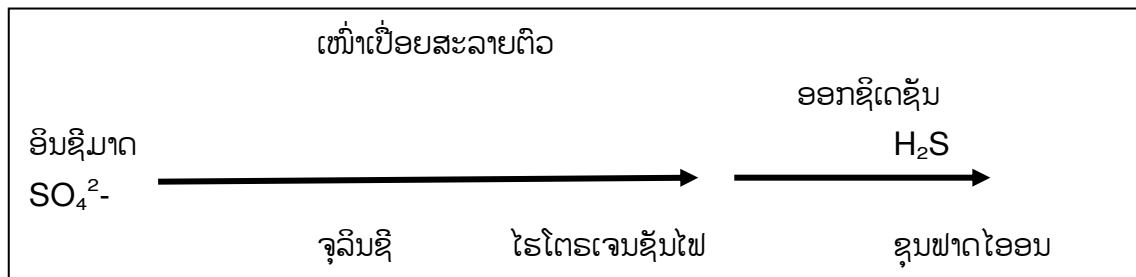 ເໜົ່າເປື່ອຍສະລາຍຕົວ
ອອກຊິເດຊັນ
ອິນຊີມາດ H₂S
SO₄²-
ຈຸລິນຊີ ໄຮໂຕຣເຈນຊັນໄຟ ຊຸນຟາດໄອອນ